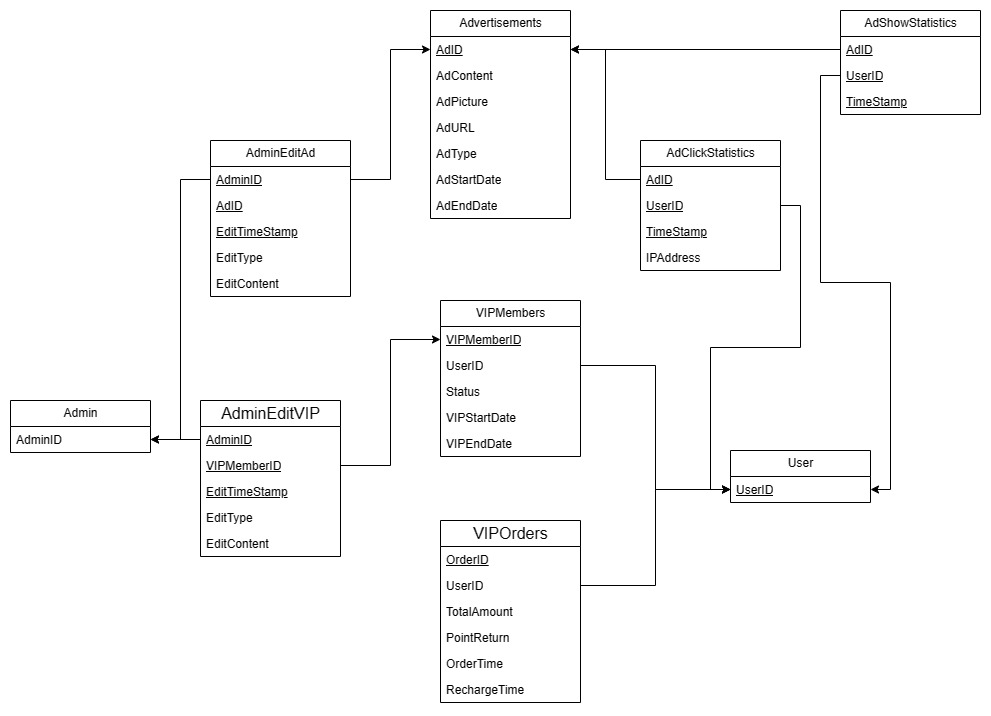 Advertisements
AdID
AdContent
AdPicture
AdURL
AdType
AdStartDate
AdEndDate
AdShowStatistics
AdID
UserID
TimeStamp
AdminEditAd
AdminID
AdID
EditTimeStamp
EditType
EditContent
AdClickStatistics
AdID
UserID
TimeStamp
IPAddress
VIPMembers
VIPMemberID
UserID
Status
VIPStartDate
VIPEndDate
Admin
AdminID
AdminEditVIP
AdminID
VIPMemberID
EditTimeStamp
EditType
EditContent
User
UserID
VIPOrders
OrderID
UserID
TotalAmount
PointReturn
OrderTime
RechargeTime